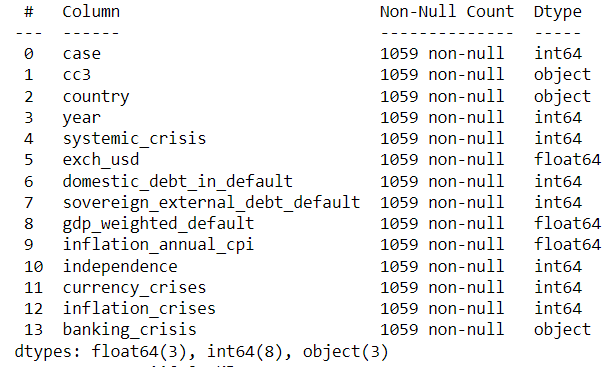 #   Column                       Non-Null Count  Dtype
---  ------                       --------------  -----
0   case                         1059 non-null   int64
1   cc3                          1059 non-null   object
2   country                      1059 non-null   object
3   year                         1059 non-null   int64
4   systemic_crisis              1059 non-null   int64
5   exch_usd                     1059 non-null   float64
6   domestic_debt_in_default     1059 non-null   int64
7   sovereign_external_debt_default  1059 non-null   int64
8   gdp_weighted_default         1059 non-null   float64
9   inflation_annual_cpi         1059 non-null   float64
10  independence                 1059 non-null   int64
11  currency_crises              1059 non-null   int64
12  inflation_crises             1059 non-null   int64
13  banking_crisis               1059 non-null   object
dtypes: float64(3), int64(8), object(3)